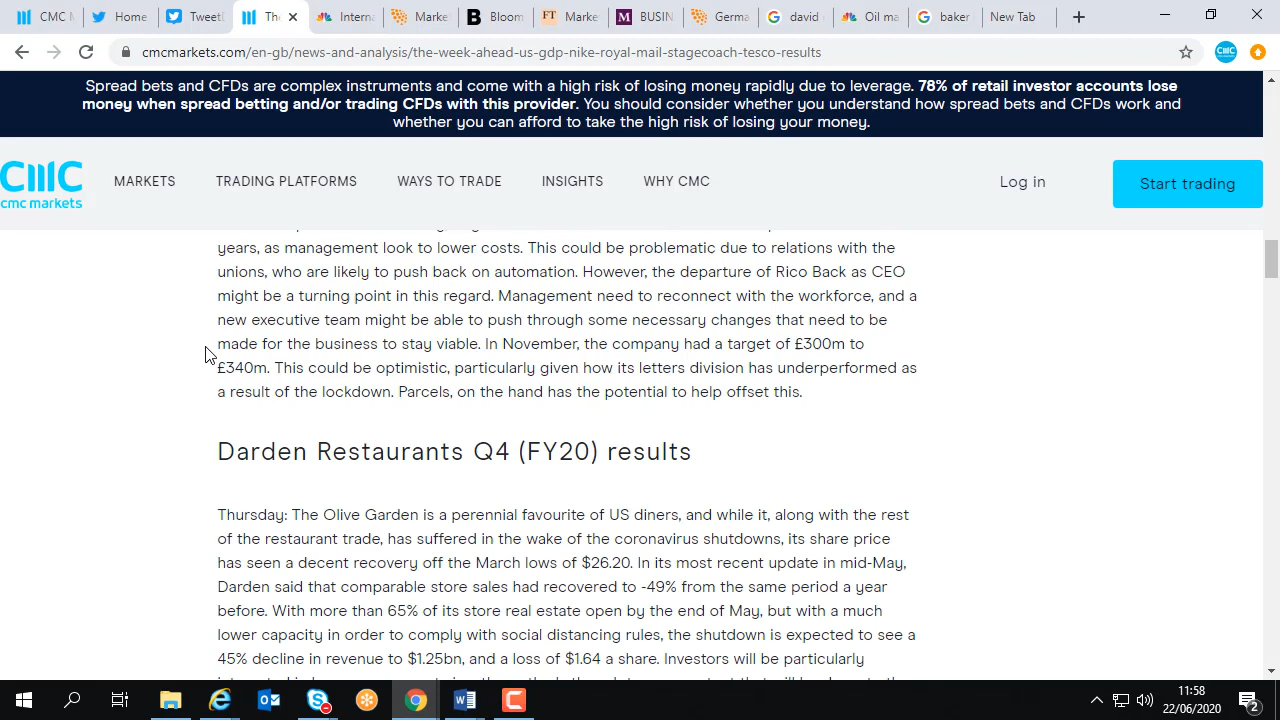 CMC M
Home
TweetD
The
Interna
Marke
Bloom
Marke
BUSIN
Germa
david
Oil ma
baker
New Tab
cmcmarkets.com/en-gb/news-and-analysis/the-week-ahead-us-gdp-nike-royal-mail-stagecoach-tesco-results
Spread bets and CFDs are complex instruments and come with a high risk of losing money rapidly due to leverage. 78% of retail investor accounts lose
money when spread betting and/or trading CFDs with this provider. You should consider whether you understand how spread bets and CFDs work and
whether you can afford to take the high risk of losing your money.
cmc markets
MARKETS
TRADING PLATFORMS
WAYS TO TRADE
INSIGHTS
WHY CMC
Log in
Start trading
years, as management look to lower costs. This could be problematic due to relations with the
unions, who are likely to push back on automation. However, the departure of Rico Back as CEO
might be a turning point in this regard. Management need to reconnect with the workforce, and a
new executive team might be able to push through some necessary changes that need to be
made for the business to stay viable. In November, the company had a target of £300m to
£340m. This could be optimistic, particularly given how its letters division has underperformed as
a result of the lockdown. Parcels, on the hand has the potential to help offset this.
Darden Restaurants Q4 (FY20) results
Thursday: The Olive Garden is a perennial favourite of US diners, and while it, along with the rest
of the restaurant trade, has suffered in the wake of the coronavirus shutdowns, its share price
has seen a decent recovery off the March lows of $26.20. In its most recent update in mid-May,
Darden said that comparable store sales had recovered to -49% from the same period a year
before. With more than 65% of its store real estate open by the end of May, but with a much
lower capacity in order to comply with social distancing rules, the shutdown is expected to see a
45% decline in revenue to $1.25bn, and a loss of $1.64 a share. Investors will be particularly
11:58
22/06/2020
2